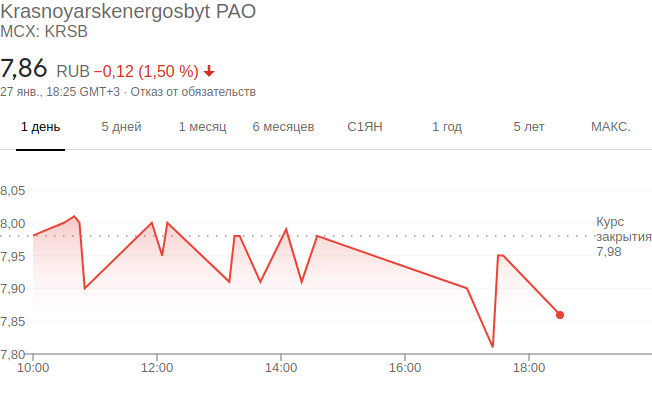 Krasnoyarskenergosbyt PAO
MCX: KRSB
7,86 RUB −0,12 (1,50 %)
27 янв., 18:25 GMT+3 · Отказ от обязательств
1 день 5 дней 1 месяц 6 месяцев С1ЯН 1 год 5 лет МАКС.
8,05
8,00
7,95
7,90
7,85
7,80
Курс
закрытия
7,98
10:00 12:00 14:00 16:00 18:00